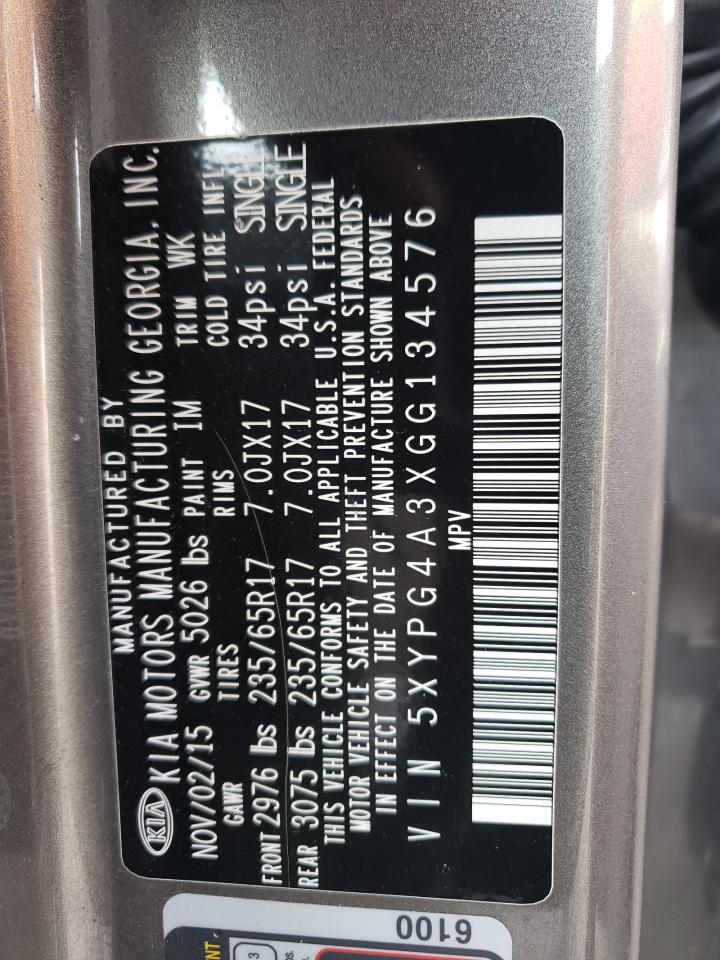 MANUFACTURED BY
KIA KIA MOTORS MANUFACTURING GEORGIA, INC.
NOV/02/15 GVWR 5026 lbs PAINT IM TRIM WK
GAWR TIRES RIMS COLD TIRE INFL
FRONT 2976 lbs 235/65R17 7.0JX17 34psi SINGLE
REAR 3075 lbs 235/65R17 7.0JX17 34psi SINGLE
THIS VEHICLE CONFORMS TO ALL APPLICABLE U.S.A. FEDERAL
MOTOR VEHICLE SAFETY AND THEFT PREVENTION STANDARDS
IN EFFECT ON THE DATE OF MANUFACTURE SHOWN ABOVE
VIN 5XYPG4A3XGG134576
MPV
6100
3